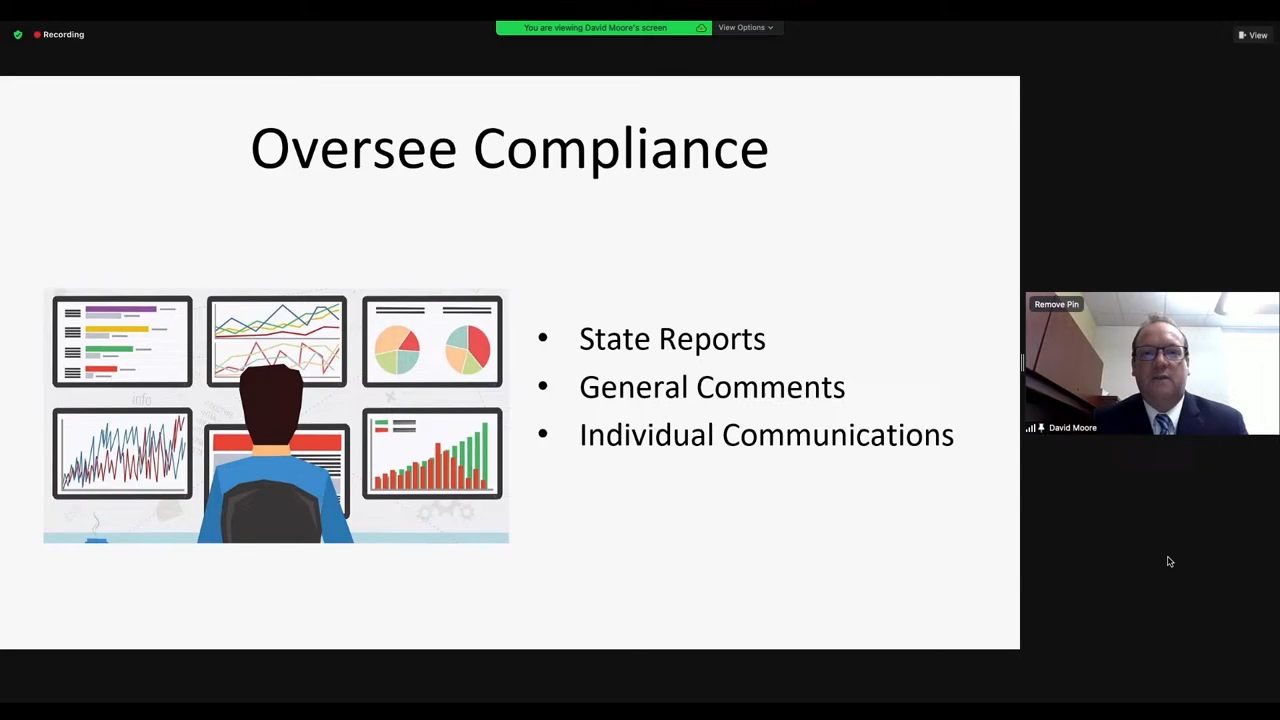 Recording
You are viewing David Moore's screen
View Options
View
Oversee Compliance
info
• State Reports
• General Comments
• Individual Communications
Remove Pin
David Moore